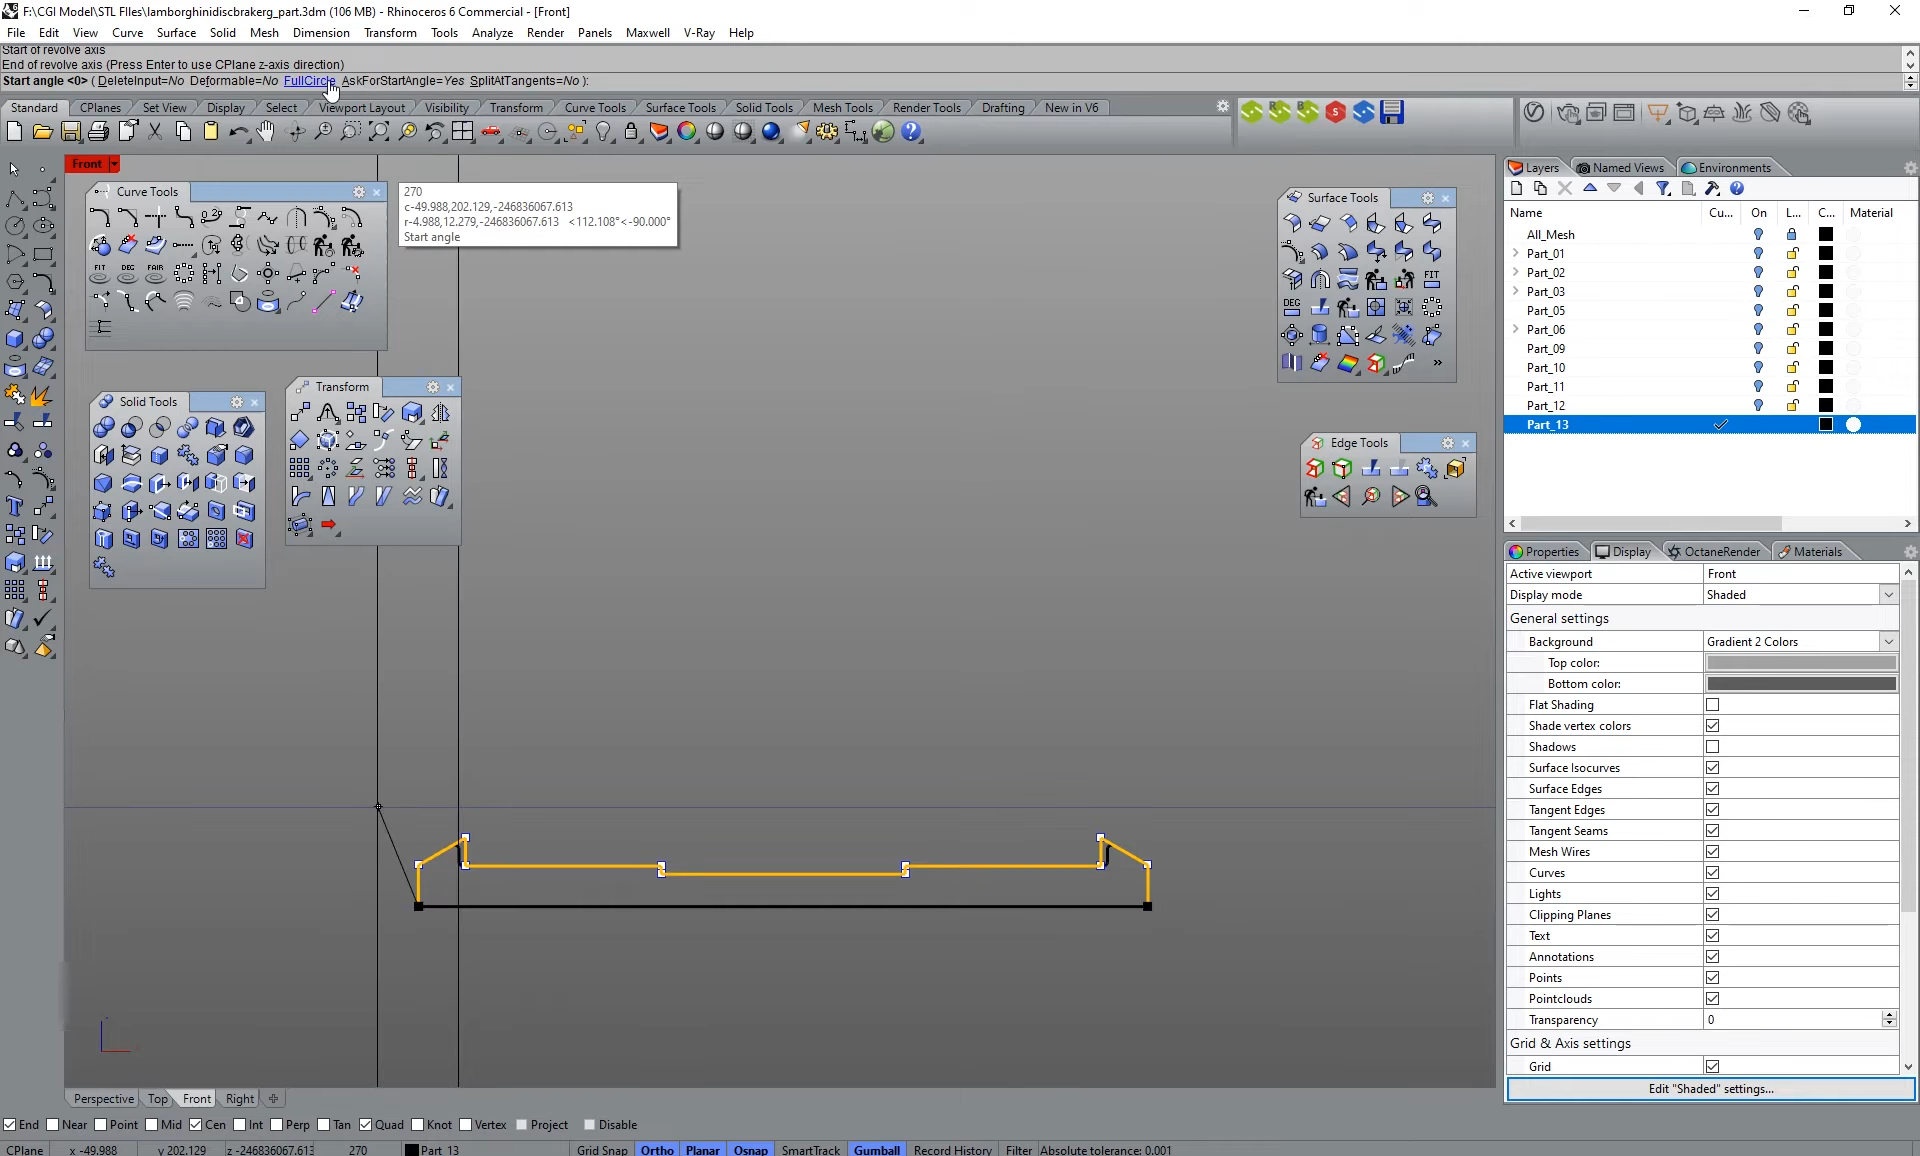 F:\CGI Model\STL FIles\lamborghinidiscbrakerg_part.3dm (106 MB) - Rhinoceros 6 Commercial - [Front]
File Edit View Curve Surface Solid Mesh Dimension Transform Tools Analyze Render Panels Maxwell V-Ray Help
Start of revolve axis
End of revolve axis (Press Enter to use CPlane z-axis direction)
Start angle <0> ( DeleteInput=No Deformable=No FullCircle AskForStartAngle=Yes SplitAtTangents=No ):
Standard CPlanes Set View Display Select Viewport Layout Visibility Transform Curve Tools Surface Tools Solid Tools Mesh Tools Render Tools Drafting New in V6
Front
Curve Tools
270
c-49.988,202.129,-246836067.613
r-4.988,12.279,-246836067.613 <112.108°<-90.000°
Start angle
FIT DEG FAIR
Solid Tools
Transform
Surface Tools
FIT
DEG
Edge Tools
Layers Named Views Environments
Name Cu... On L... C... Material
All_Mesh
Part_01
Part_02
Part_03
Part_05
Part_06
Part_09
Part_10
Part_11
Part_12
Part_13
Properties Display OctaneRender Materials
Active viewport Front
Display mode Shaded
General settings
Background Gradient 2 Colors
Top color:
Bottom color:
Flat Shading
Shade vertex colors
Shadows
Surface Isocurves
Surface Edges
Tangent Edges
Tangent Seams
Mesh Wires
Curves
Lights
Clipping Planes
Text
Annotations
Points
Pointclouds
Transparency 0
Grid & Axis settings
Grid
Edit "Shaded" settings...
Perspective Top Front Right
End Near Point Mid Cen Int Perp Tan Quad Knot Vertex Project Disable
CPlane x -49.988 y 202.129 z -246836067.613 270 Part_13 Grid Snap Ortho Planar Osnap SmartTrack Gumball Record History Filter Absolute tolerance: 0.001